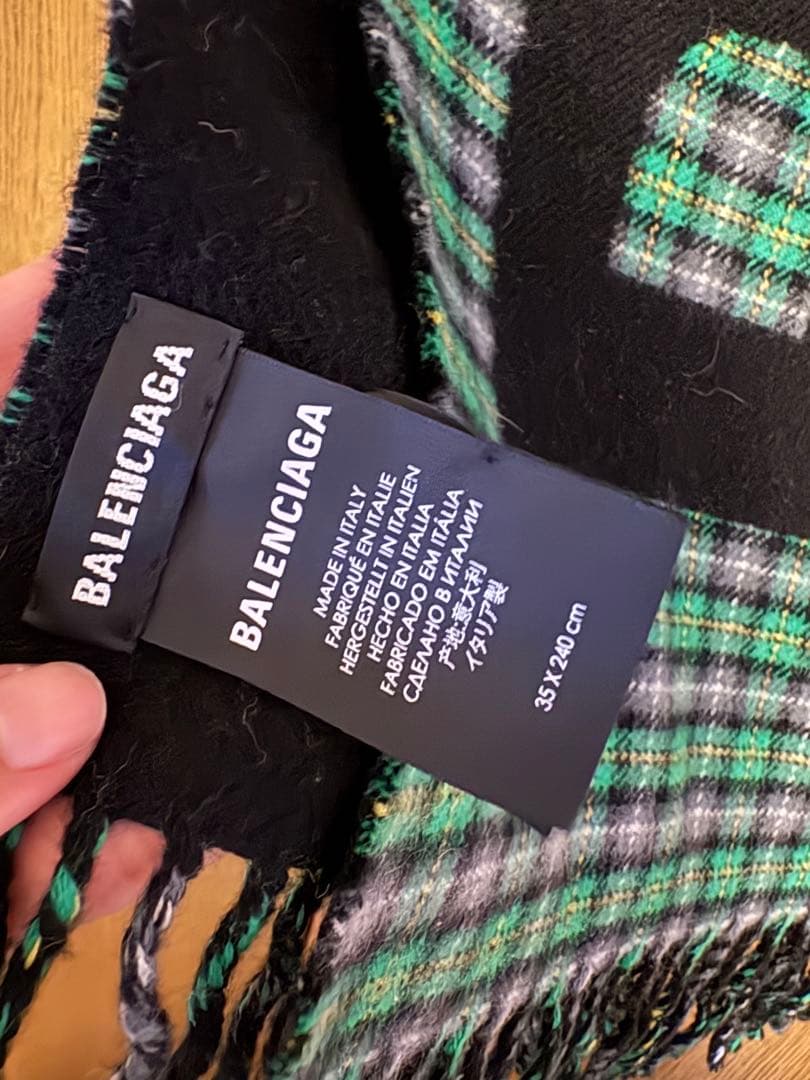 BALENCIAGA
BALENCIAGA
MADE IN ITALY
FABRIQUÉ EN ITALIE
HERGESTELLT IN ITALIEN
HECHO EN ITALIA
FABRICADO EM ITÁLIA
СДЕЛАНО В ИТАЛИИ
产地:意大利
イタリア製
35 X 240 cm